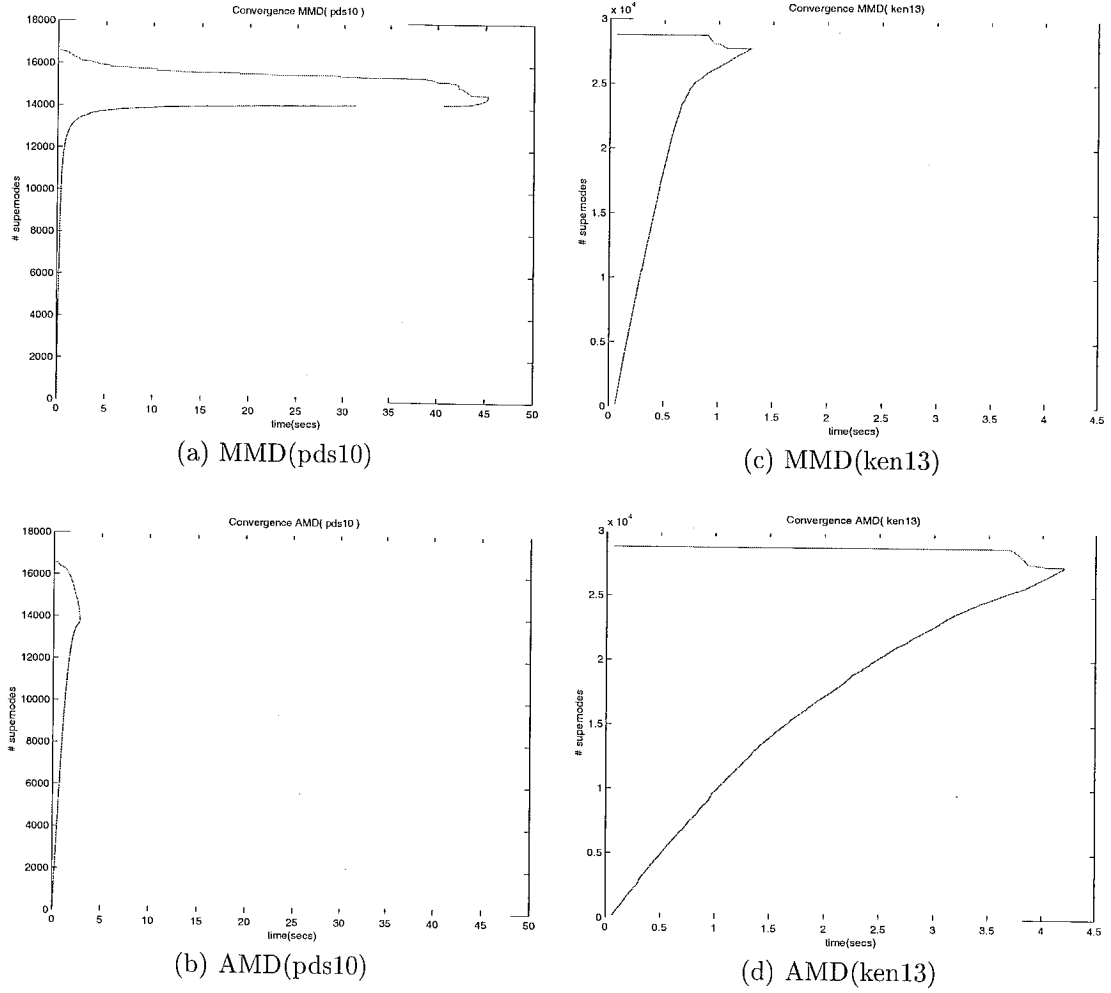 Convergence MMD( pds10 )
18000
16000
14000
12000
10000
8000
6000
4000
2000
0
# supernodes
0 5 10 15 20 25 30 35 40 45 50
time(secs)
(a) MMD(pds10)
Convergence MMD( ken13)
x 10^4
3
2.5
2
1.5
1
0.5
0
# supernodes
0 0.5 1 1.5 2 2.5 3 3.5 4 4.5
time(secs)
(c) MMD(ken13)
Convergence AMD( pds10 )
18000
16000
14000
12000
10000
8000
6000
4000
2000
0
# supernodes
0 5 10 15 20 25 30 35 40 45 50
time(secs)
(b) AMD(pds10)
Convergence AMD( ken13)
x 10^4
3
2.5
2
1.5
1
0.5
0
# supernodes
0 0.5 1 1.5 2 2.5 3 3.5 4 4.5
time(secs)
(d) AMD(ken13)